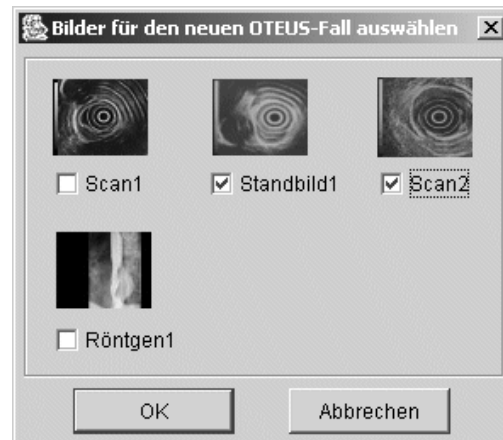 Bilder für den neuen OTEUS-Fall auswählen
Scan1 Standbild1 Scan2
Röntgen1
OK Abbrechen